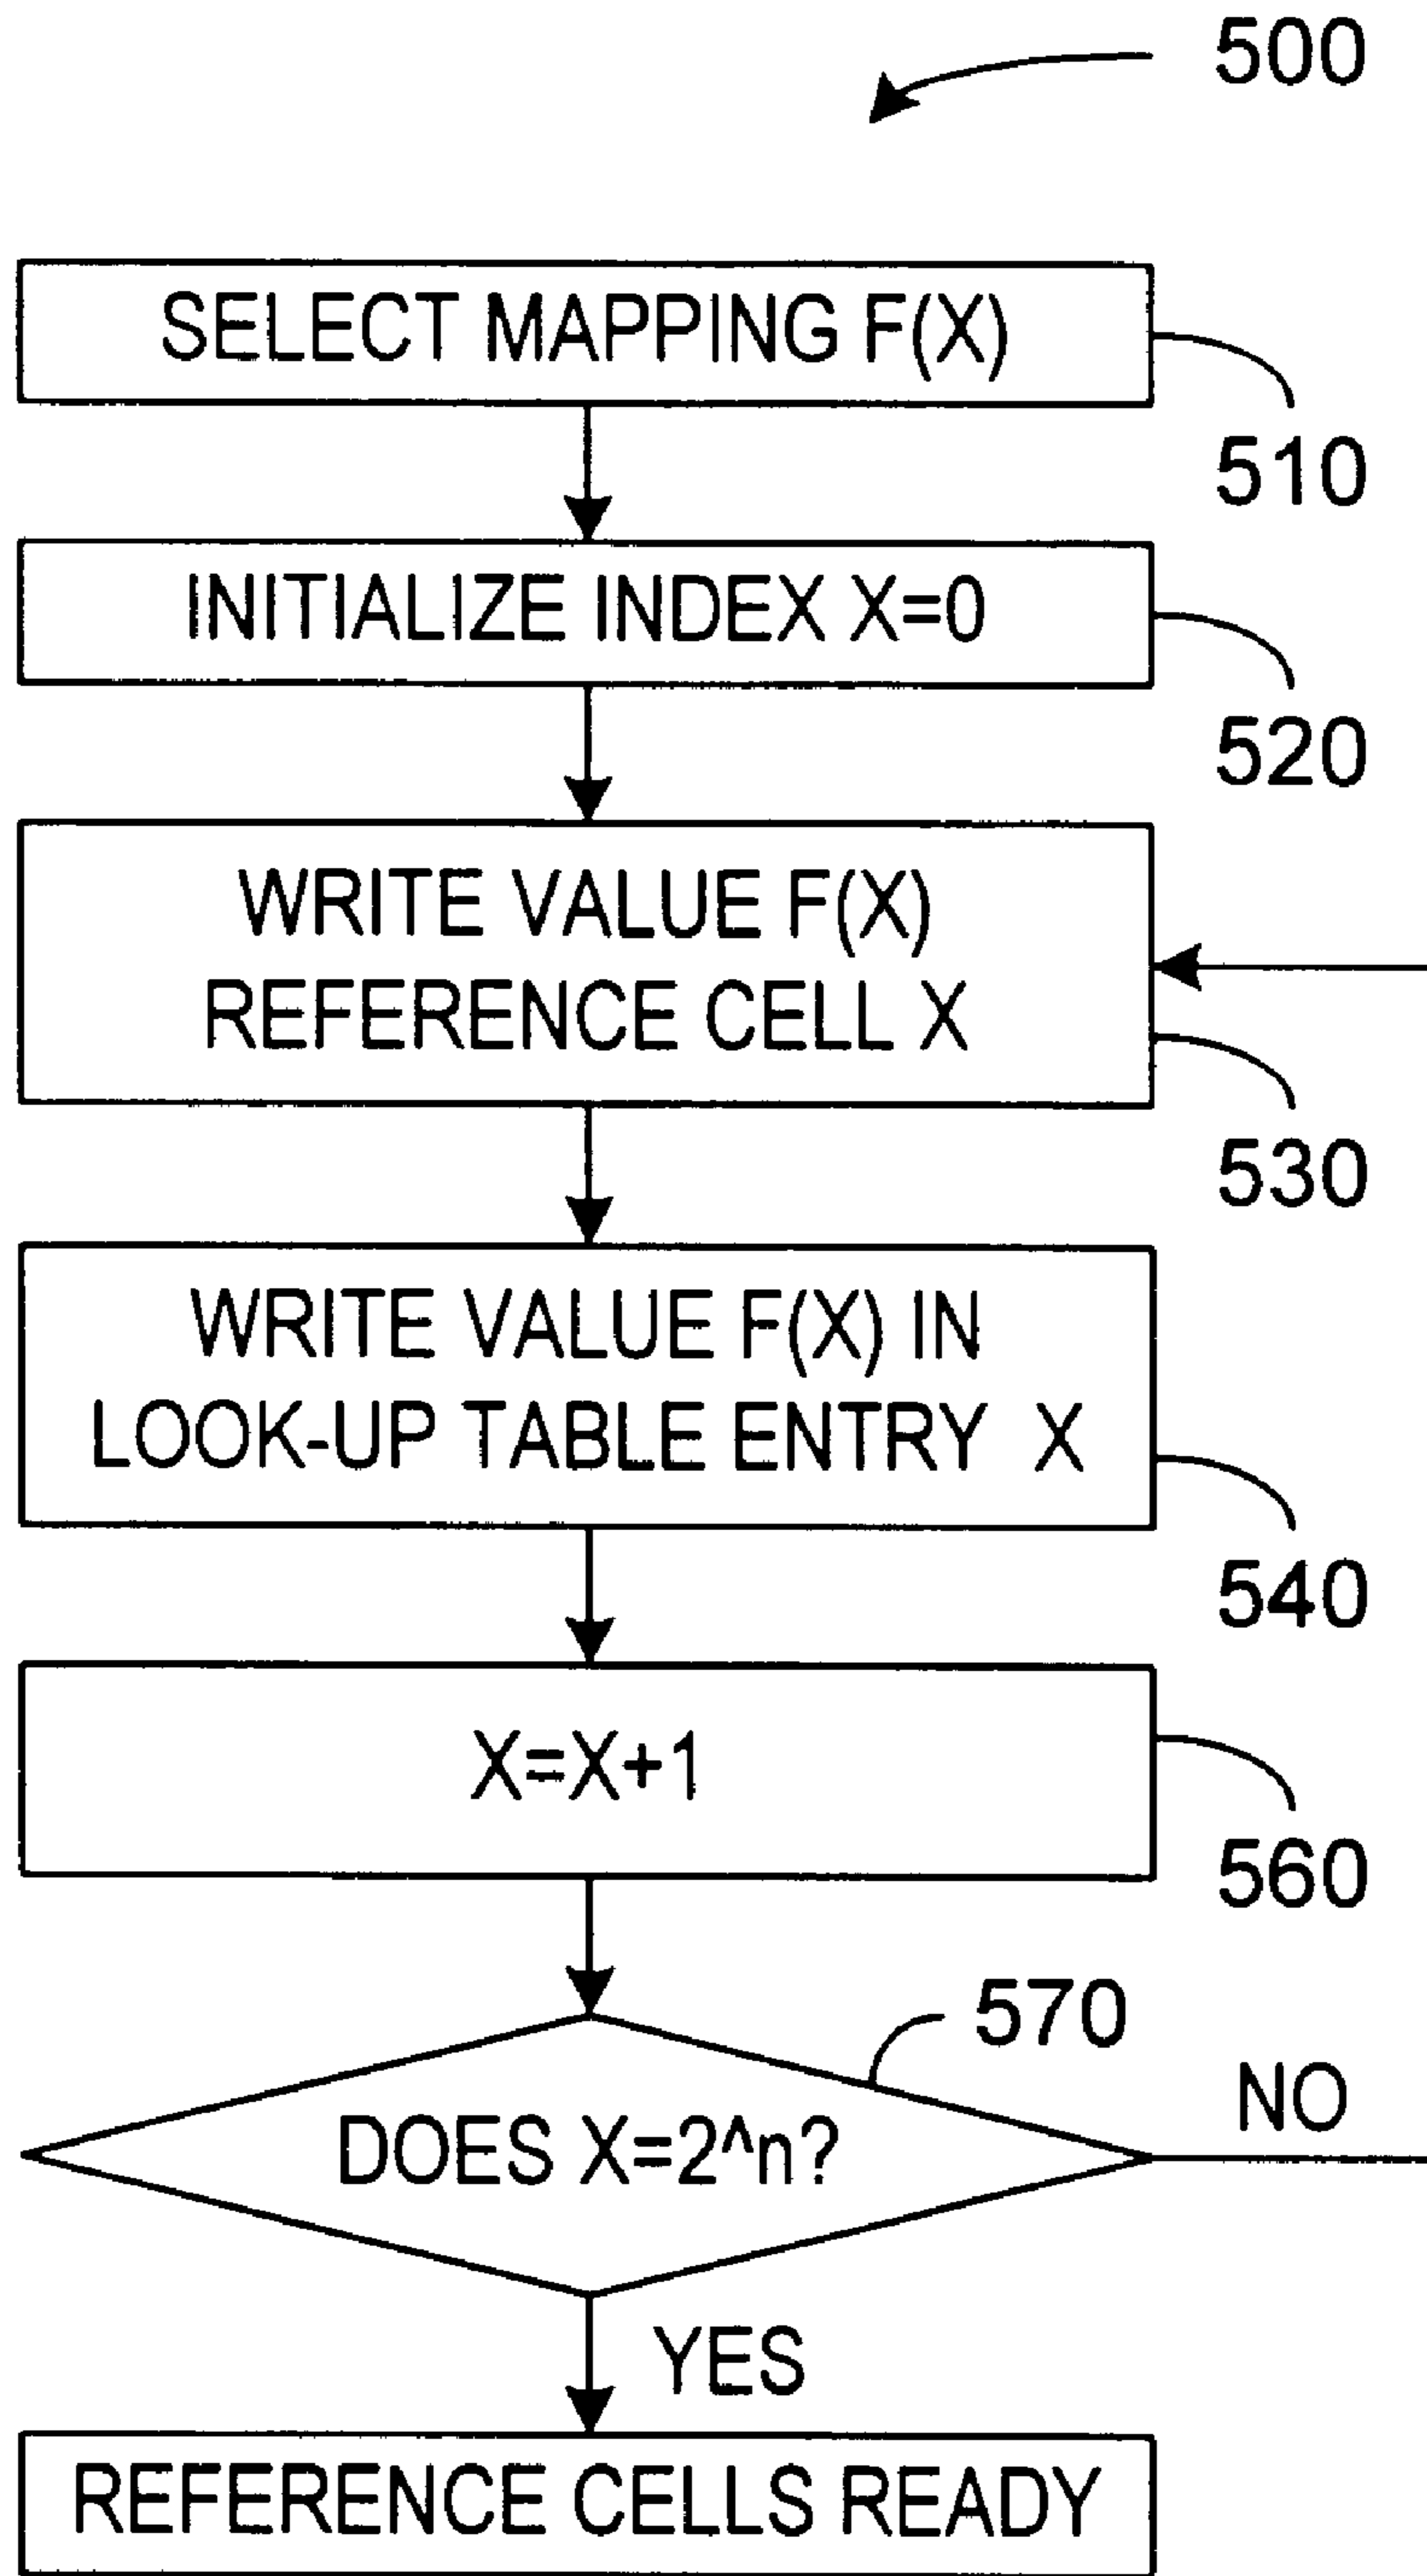 500
SELECT MAPPING F(X)
510
INITIALIZE INDEX X=0
520
WRITE VALUE F(X)
REFERENCE CELL X
530
WRITE VALUE F(X) IN
LOOK-UP TABLE ENTRY X
540
X=X+1
560
570
DOES X=2^n?
NO
YES
REFERENCE CELLS READY